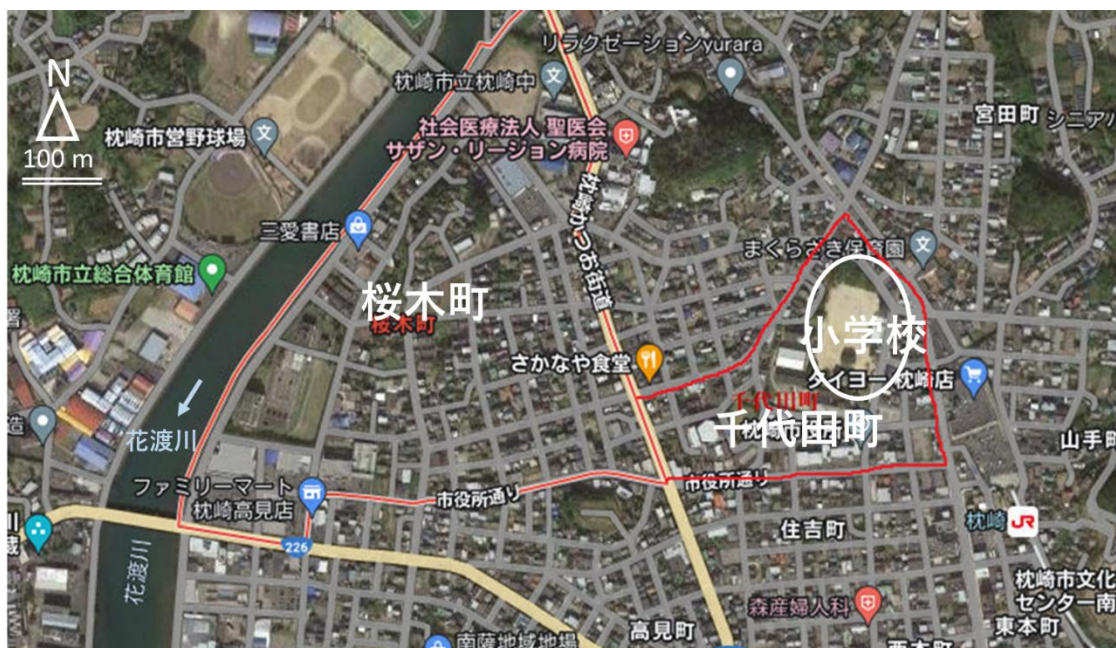 リラクゼーションyurara
枕崎市立枕崎中
N
100 m
枕崎市営野球場
社会医療法人 聖医会
サザン・リージョン病院
宮田町
シニア
枕崎かつお街道
三愛書店
まくらさき保育園
枕崎市立総合体育館
桜木町
桜木町
小学校
さかなや食堂
タイヨー 枕崎店
千代田町
千代田町
花渡川
造
山手町
ファミリーマート
枕崎高見店
市役所通り
市役所通り
住吉町
枕崎 JR
川
蔵
226
花渡川
枕崎市文化
センター南
東本町
森産婦人科
高見町
南薩地域地場
西本町